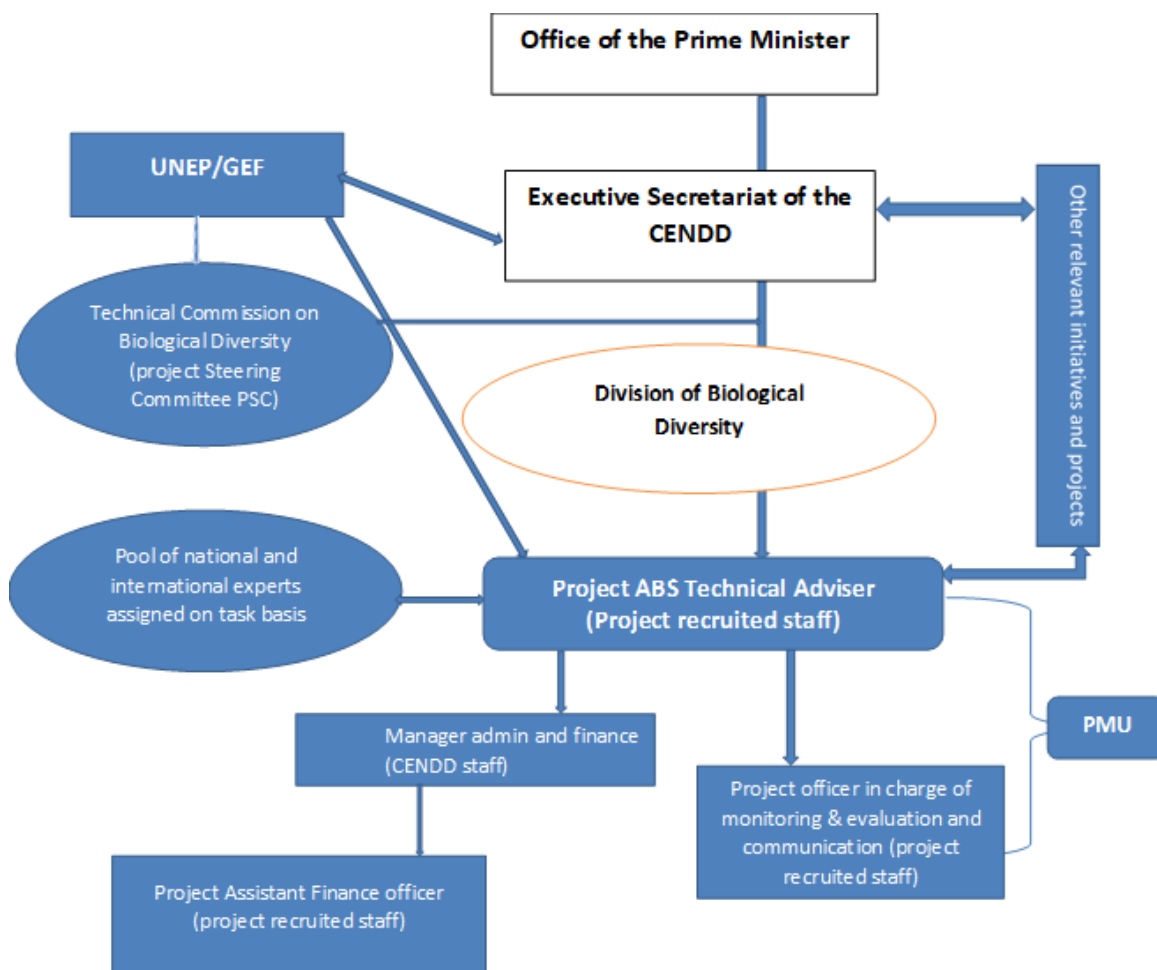 Office of the Prime Minister
UNEP/GEF
Executive Secretariat of the
CENDD
Other relevant initiatives and projects
Technical Commission on
Biological Diversity
(project Steering
Committee PSC)
Division of Biological
Diversity
Pool of national and
international experts
assigned on task basis
Project ABS Technical Adviser
(Project recruited staff)
Manager admin and finance
(CENDD staff)
PMU
Project officer in charge of
monitoring & evaluation and
communication (project
recruited staff)
Project Assistant Finance officer
(project recruited staff)